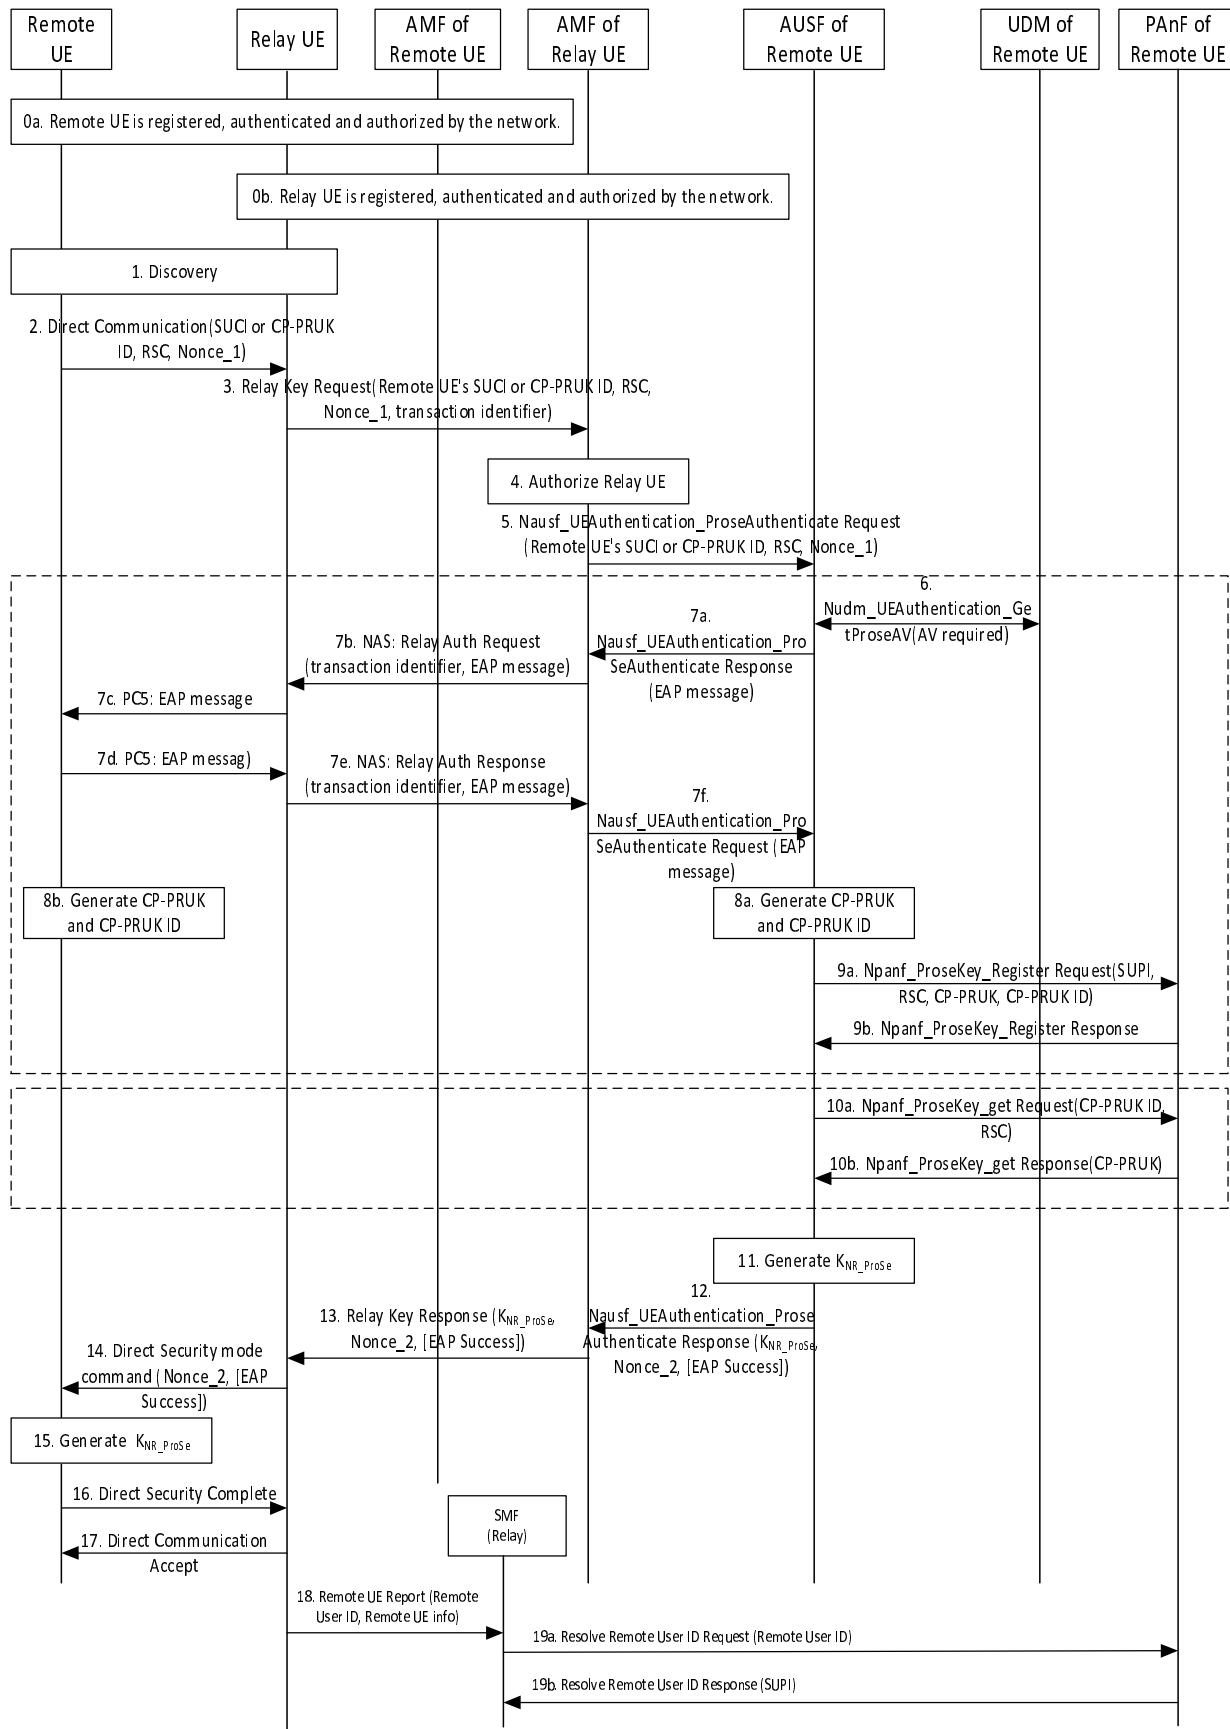 Remote
UE
Relay UE
AMF of
Remote UE
AMF of
Relay UE
AUSF of
Remote UE
UDM of
Remote UE
PAnF of
Remote UE
0a. Remote UE is registered, authenticated and authorized by the network.
0b. Relay UE is registered, authenticated and authorized by the network.
1. Discovery
2. Direct Communication(SUCI or CP-PRUK
ID, RSC, Nonce_1)
3. Relay Key Request(Remote UE's SUCI or CP-PRUK ID, RSC,
Nonce_1, transaction identifier)
4. Authorize Relay UE
5. Nausf_UEAuthentication_ProseAuthenticate Request
(Remote UE's SUCI or CP-PRUK ID, RSC, Nonce_1)
6.
Nudm_UEAuthentication_Ge
tProseAV(AV required)
7a.
Nausf_UEAuthentication_Pro
SeAuthenticate Response
(EAP message)
7b. NAS: Relay Auth Request
(transaction identifier, EAP message)
7c. PC5: EAP message
7d. PC5: EAP messag)
7e. NAS: Relay Auth Response
(transaction identifier, EAP message)
7f.
Nausf_UEAuthentication_Pro
SeAuthenticate Request (EAP
message)
8b. Generate CP-PRUK
and CP-PRUK ID
8a. Generate CP-PRUK
and CP-PRUK ID
9a. Npanf_ProseKey_Register Request(SUPI,
RSC, CP-PRUK, CP-PRUK ID)
9b. Npanf_ProseKey_Register Response
10a. Npanf_ProseKey_get Request(CP-PRUK ID,
RSC)
10b. Npanf_ProseKey_get Response(CP-PRUK)
11. Generate KNR_ProSe
12.
Nausf_UEAuthentication_Prose
Authenticate Response (KNR_ProSe,
Nonce_2, [EAP Success])
13. Relay Key Response (KNR_ProSe,
Nonce_2, [EAP Success])
14. Direct Security mode
command (Nonce_2, [EAP
Success])
15. Generate KNR_ProSe
16. Direct Security Complete
SMF
(Relay)
17. Direct Communication
Accept
18. Remote UE Report (Remote
User ID, Remote UE info)
19a. Resolve Remote User ID Request (Remote User ID)
19b. Resolve Remote User ID Response (SUPI)